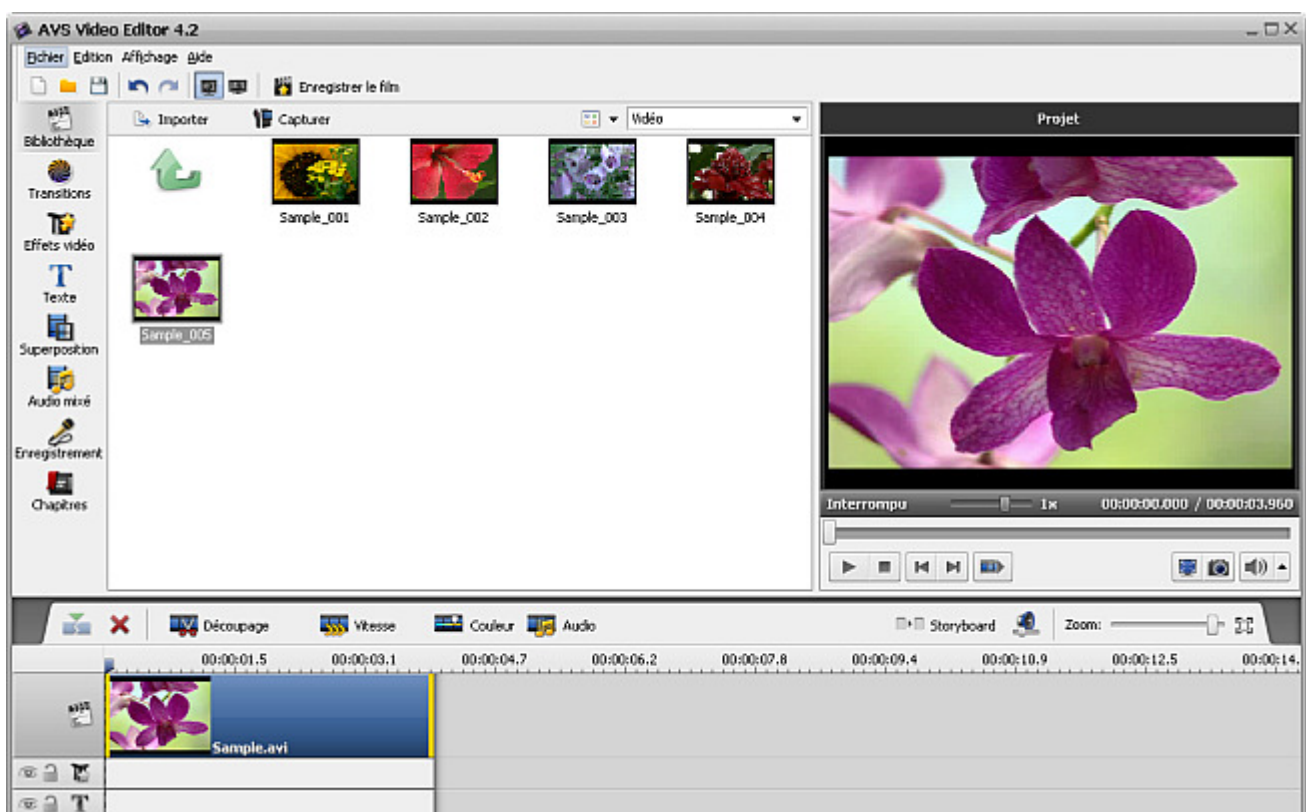 AVS Video Editor 4.2
Fichier Edition Affichage Aide
Enregistrer le film
Bibliothèque
Importer Capturer Vidéo
Projet
Transitions
Effets vidéo
Texte
Superposition
Audio mixé
Enregistrement
Chapitres
Sample_001 Sample_002 Sample_003 Sample_004
Sample_005
Interrompu 1x 00:00:00.000 / 00:00:03.960
Découpage Vitesse Couleur Audio Storyboard Zoom:
00:00:01.5 00:00:03.1 00:00:04.7 00:00:06.2 00:00:07.8 00:00:09.4 00:00:10.9 00:00:12.5 00:00:14.
Sample.avi